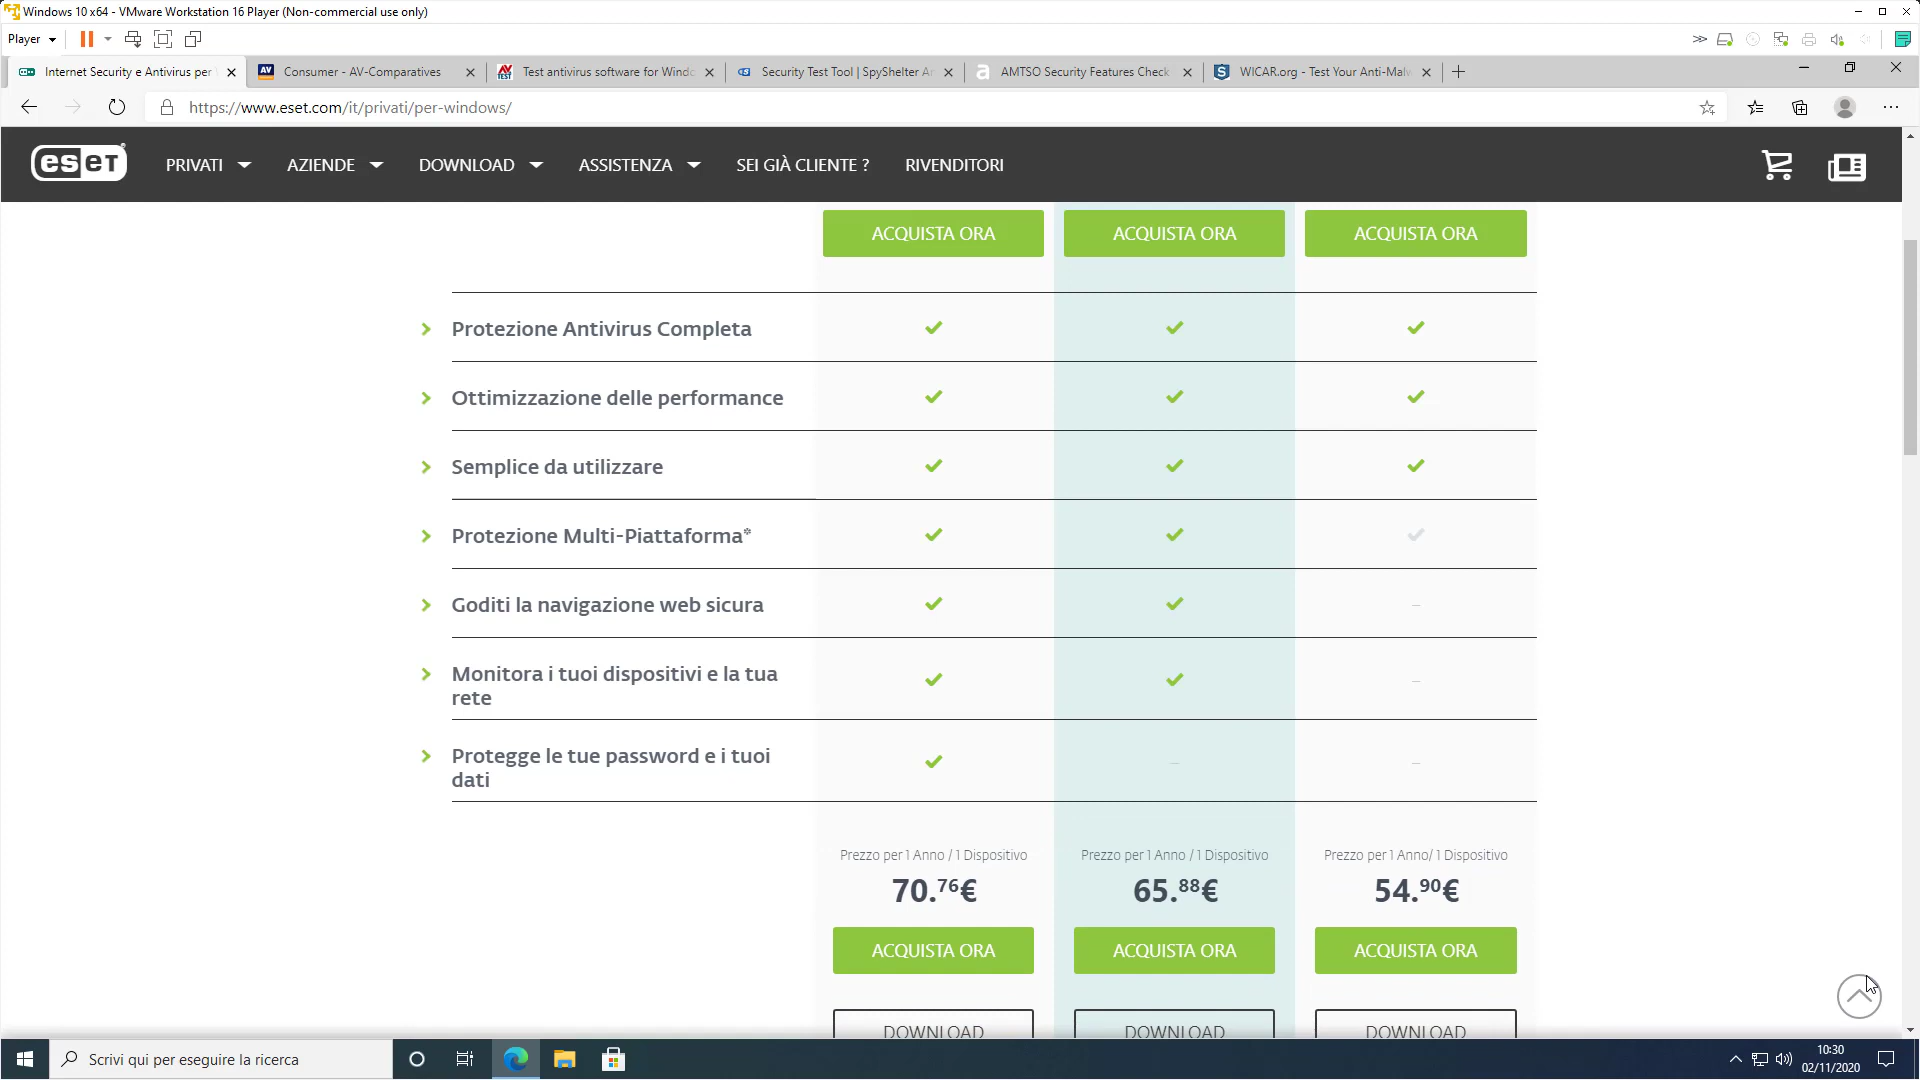 Windows 10 x64 - VMware Workstation 16 Player (Non-commercial use only)
Player
Internet Security e Antivirus per
Consumer - AV-Comparatives
Test antivirus software for Windo
Security Test Tool | SpyShelter An
AMTSO Security Features Check
WICAR.org - Test Your Anti-Malw
https://www.eset.com/it/privati/per-windows/
eset
PRIVATI
AZIENDE
DOWNLOAD
ASSISTENZA
SEI GIÀ CLIENTE ?
RIVENDITORI
ACQUISTA ORA
ACQUISTA ORA
ACQUISTA ORA
Protezione Antivirus Completa
Ottimizzazione delle performance
Semplice da utilizzare
Protezione Multi-Piattaforma*
Goditi la navigazione web sicura
–
Monitora i tuoi dispositivi e la tua
rete
–
Protegge le tue password e i tuoi
dati
–
–
Prezzo per 1 Anno / 1 Dispositivo
Prezzo per 1 Anno / 1 Dispositivo
Prezzo per 1 Anno/ 1 Dispositivo
70.76€
65.88€
54.90€
ACQUISTA ORA
ACQUISTA ORA
ACQUISTA ORA
DOWNLOAD
DOWNLOAD
DOWNLOAD
Scrivi qui per eseguire la ricerca
10:30
02/11/2020